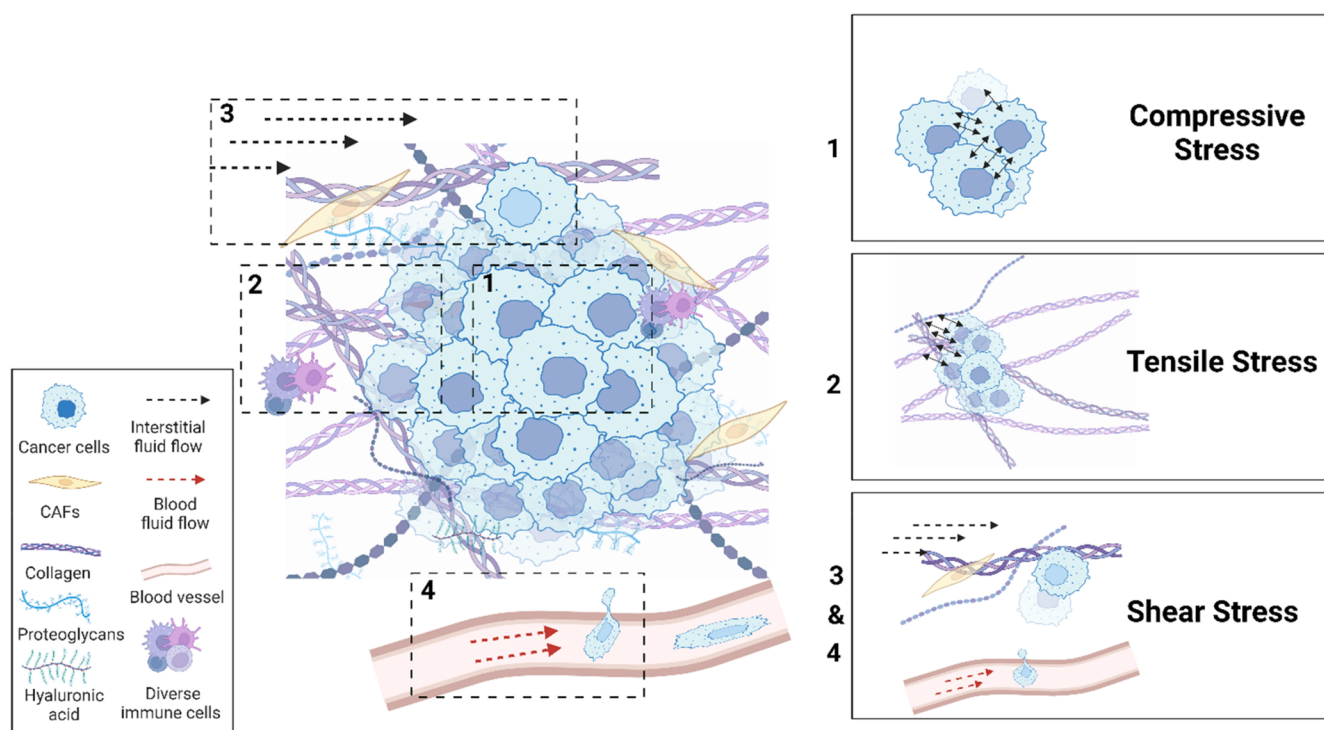 3
2
1
4
Cancer cells
Interstitial
fluid flow
CAFs
Blood
fluid flow
Collagen
Blood vessel
Proteoglycans
Hyaluronic
acid
Diverse
immune cells
1
Compressive
Stress
2
Tensile Stress
3
&
4
Shear Stress